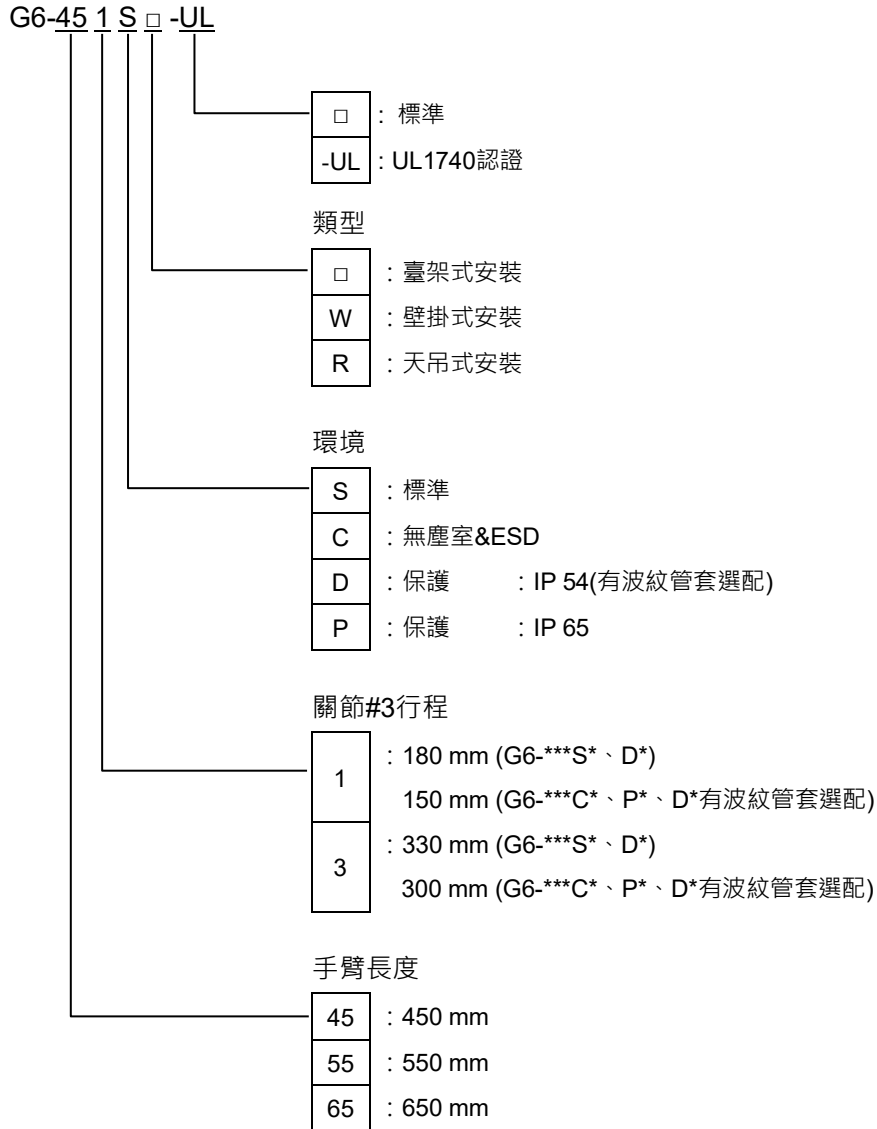 G6-45 1 S □ -UL
□ : 標準
-UL : UL1740認證
類型
□ : 臺架式安裝
W : 壁掛式安裝
R : 天吊式安裝
環境
S : 標準
C : 無塵室&ESD
D : 保護 : IP 54(有波紋管套選配)
P : 保護 : IP 65
關節#3行程
1 : 180 mm (G6-***S*、D*)
150 mm (G6-***C*、P*、D*有波紋管套選配)
3 : 330 mm (G6-***S*、D*)
300 mm (G6-***C*、P*、D*有波紋管套選配)
手臂長度
45 : 450 mm
55 : 550 mm
65 : 650 mm